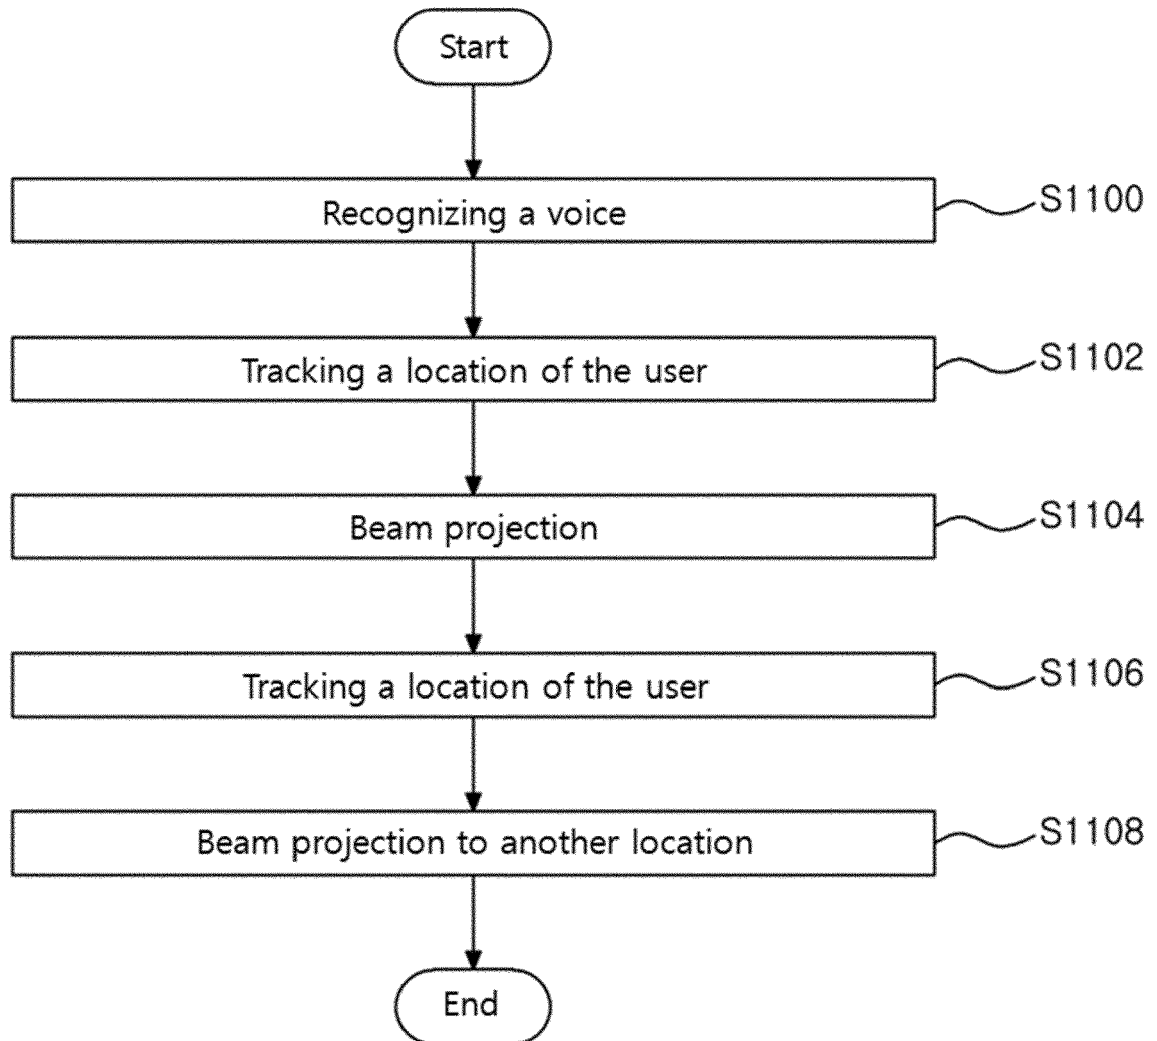 Start
Recognizing a voice
S1100
Tracking a location of the user
S1102
Beam projection
S1104
Tracking a location of the user
S1106
Beam projection to another location
S1108
End